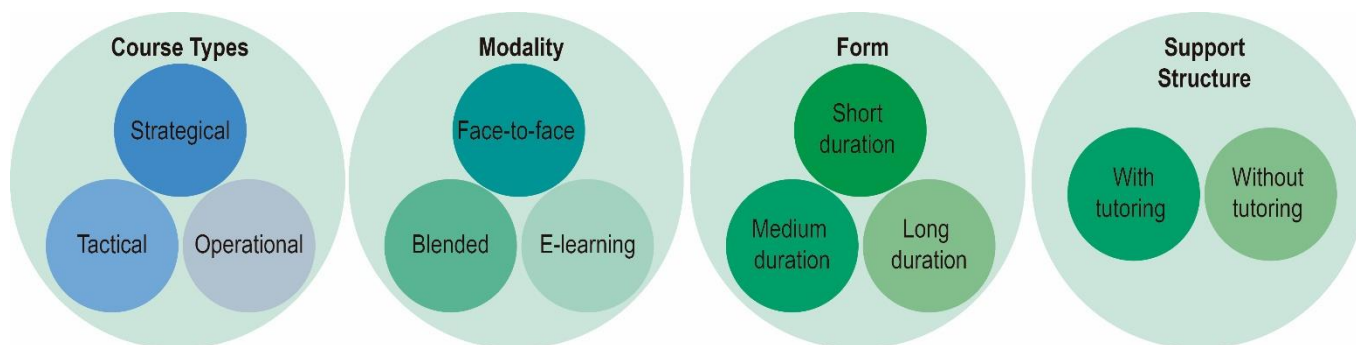 Course Types
Strategical
Tactical
Operational
Modality
Face-to-face
Blended
E-learning
Form
Short
duration
Medium
duration
Long
duration
Support
Structure
With
tutoring
Without
tutoring